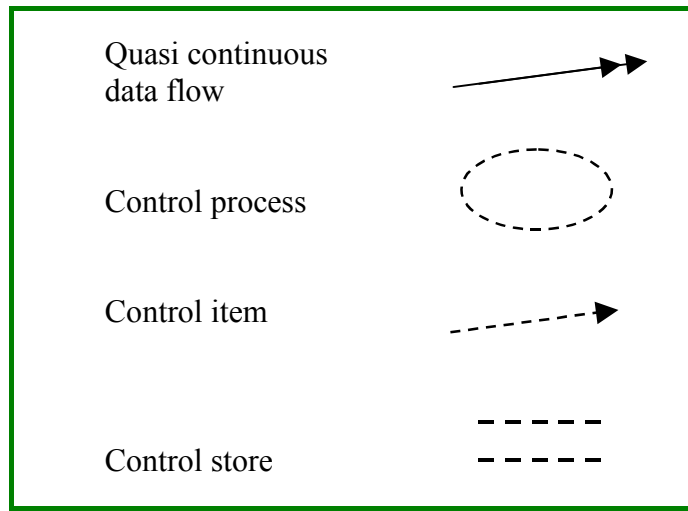 Quasi continuous
data flow
Control process
Control item
Control store